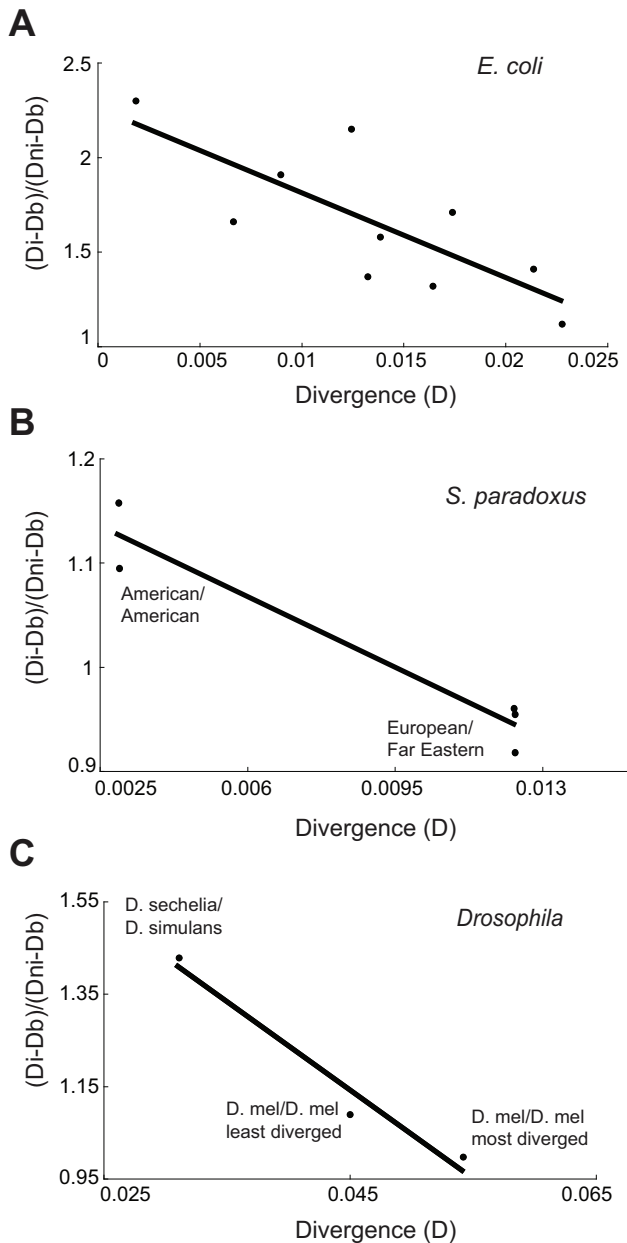 A
E. coli
(Di-Db)/(Dni-Db)
2.5
2
1.5
1
0
0.005
0.01
0.015
0.02
0.025
Divergence (D)
B
S. paradoxus
(Di-Db)/(Dni-Db)
1.2
1.1
1
0.9
American/
American
European/
Far Eastern
0.0025
0.006
0.0095
0.013
Divergence (D)
C
Drosophila
(Di-Db)/(Dni-Db)
1.55
1.35
1.15
0.95
D. sechelia/
D. simulans
D. mel/D. mel
least diverged
D. mel/D. mel
most diverged
0.025
0.045
0.065
Divergence (D)